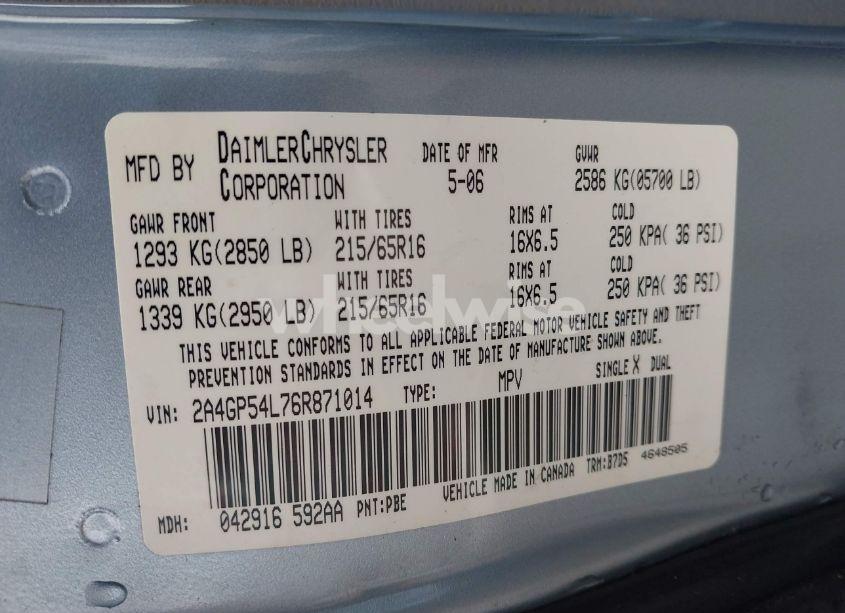 MFD BY DAIMLERCHRYSLER CORPORATION DATE OF MFR 5-06 GVWR 2586 KG(05700 LB)
GAWR FRONT WITH TIRES RIMS AT COLD
1293 KG(2850 LB) 215/65R16 16X6.5 250 KPA( 36 PSI)
GAWR REAR WITH TIRES RIMS AT COLD
1339 KG(2950 LB) 215/65R16 16X6.5 250 KPA( 36 PSI)
wheelwise
THIS VEHICLE CONFORMS TO ALL APPLICABLE FEDERAL MOTOR VEHICLE SAFETY AND THEFT
PREVENTION STANDARDS IN EFFECT ON THE DATE OF MANUFACTURE SHOWN ABOVE.
VIN: 2A4GP54L76R871014 TYPE: MPV SINGLE X DUAL
MDH: 042916 592AA PNT:PBE VEHICLE MADE IN CANADA TRM:B7D5 4648505